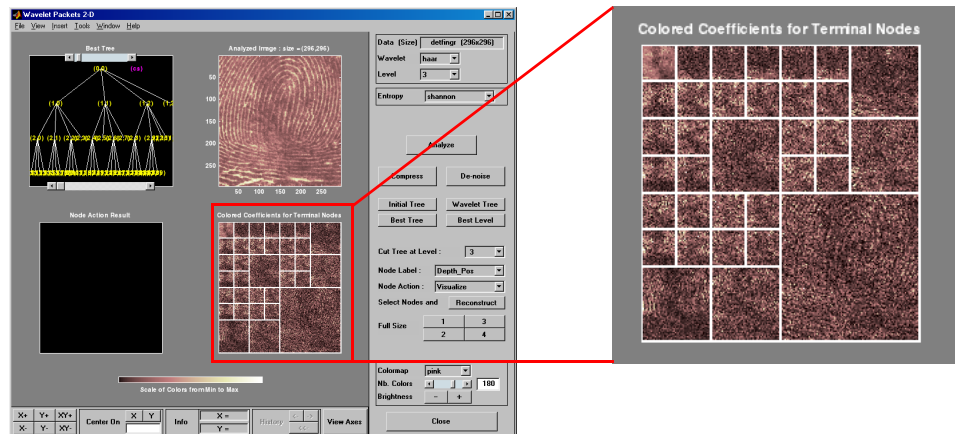 Wavelet Packets 2-D
File View Insert Tools Window Help
Best Tree
(0,0)
(1,0) (1,1) (1,2)
(2,0) (2,1)
Analyzed Image : size = (296,296)
50
100
150
200
250
50 100 150 200 250
Node Action Result
Colored Coefficients for Terminal Nodes
Scale of Colors from Min to Max
Data (Size) detfingr (296x296)
Wavelet haar
Level 3
Entropy shannon
Analyze
Compress De-noise
Initial Tree Wavelet Tree
Best Tree Best Level
Cut Tree at Level : 3
Node Label : Depth_Pos
Node Action : Visualize
Select Nodes and Reconstruct
Full Size
1 3
2 4
Colormap pink
Nb. Colors 180
Brightness - +
X+ Y+ XY+
X- Y- XY-
Center On X Y
Info X =
Y =
History <- ->
<<-
View Axes
Close
Colored Coefficients for Terminal Nodes